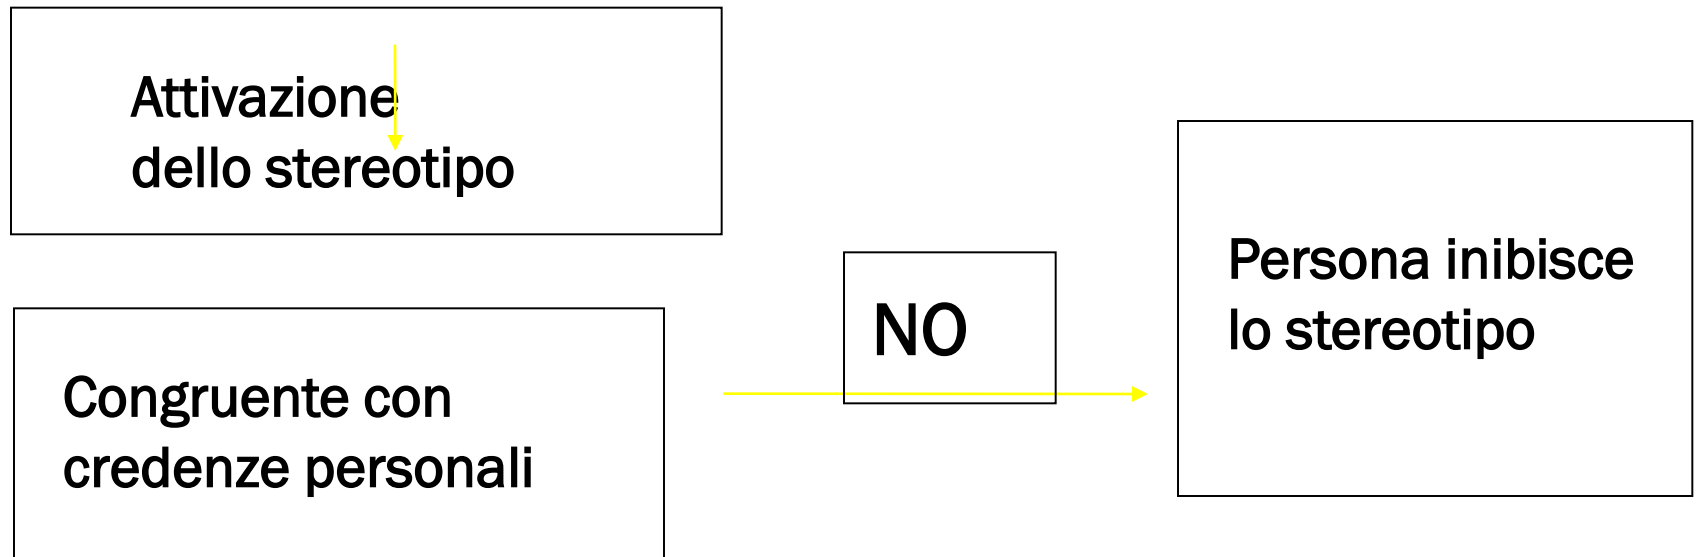 Attivazione
dello stereotipo
Congruente con
credenze personali
NO
Persona inibisce
lo stereotipo